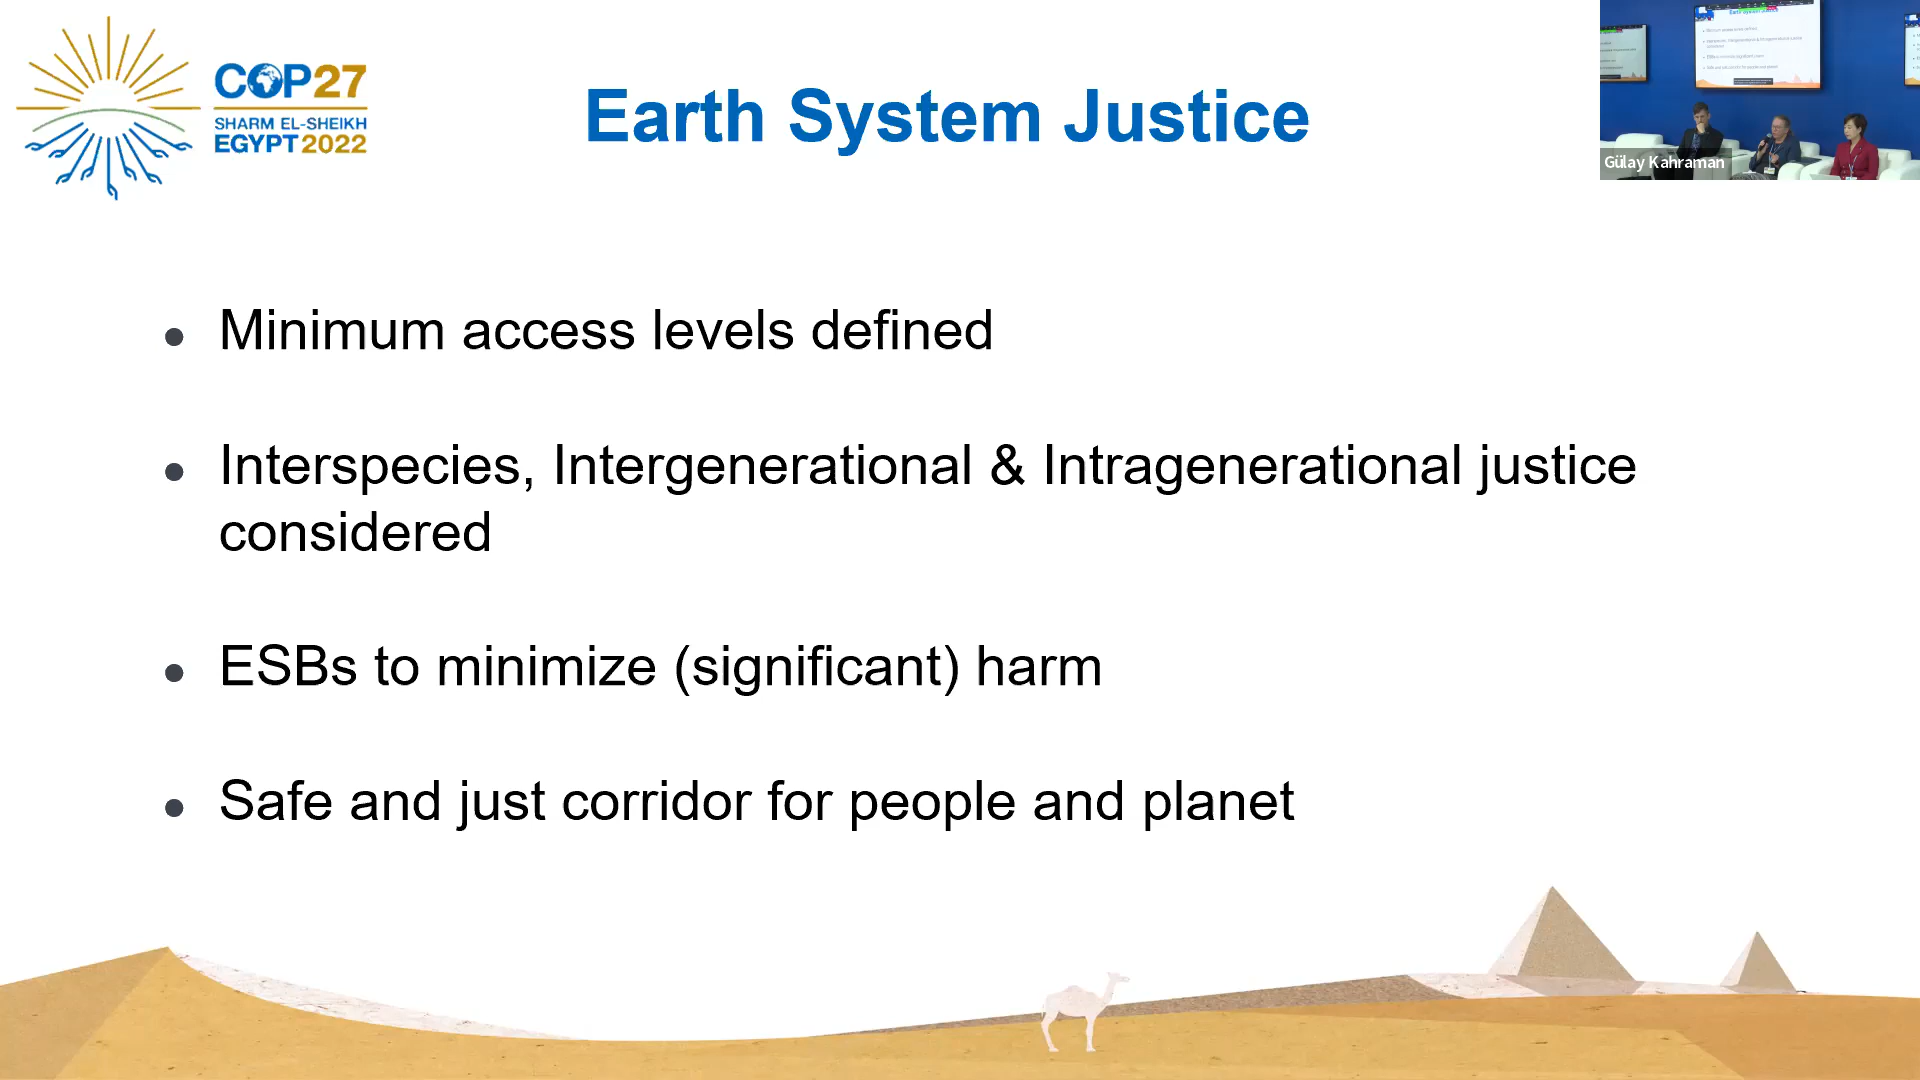 COP27
SHARM EL-SHEIKH
EGYPT 2022
Earth System Justice
Gülay Kahraman
● Minimum access levels defined
● Interspecies, Intergenerational & Intragenerational justice
considered
● ESBs to minimize (significant) harm
● Safe and just corridor for people and planet